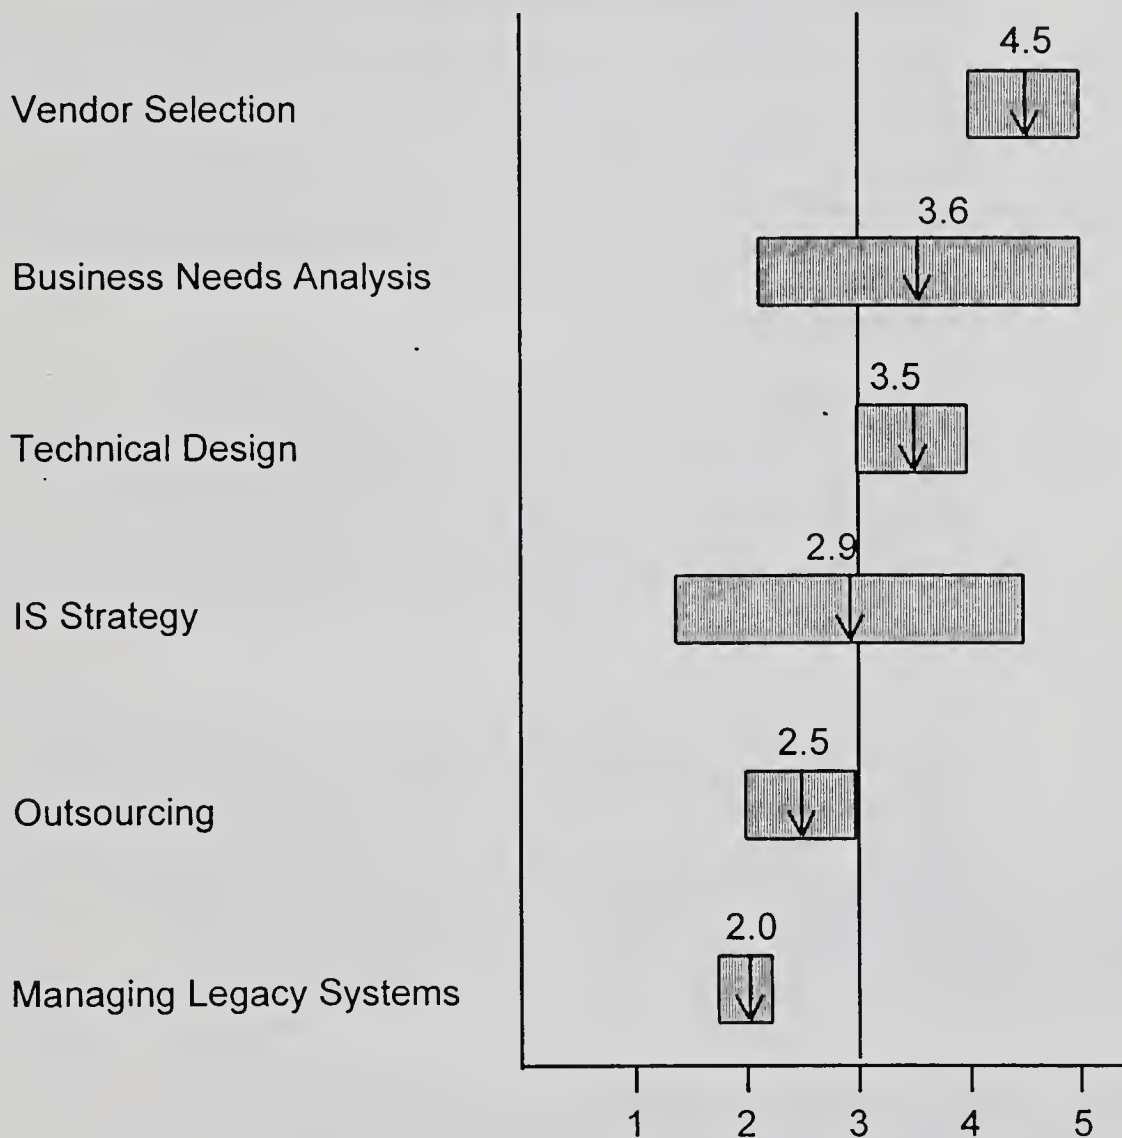 4.5
Vendor Selection
3.6
Business Needs Analysis
3.5
Technical Design
2.9
IS Strategy
2.5
Outsourcing
2.0
Managing Legacy Systems
1 2 3 4 5